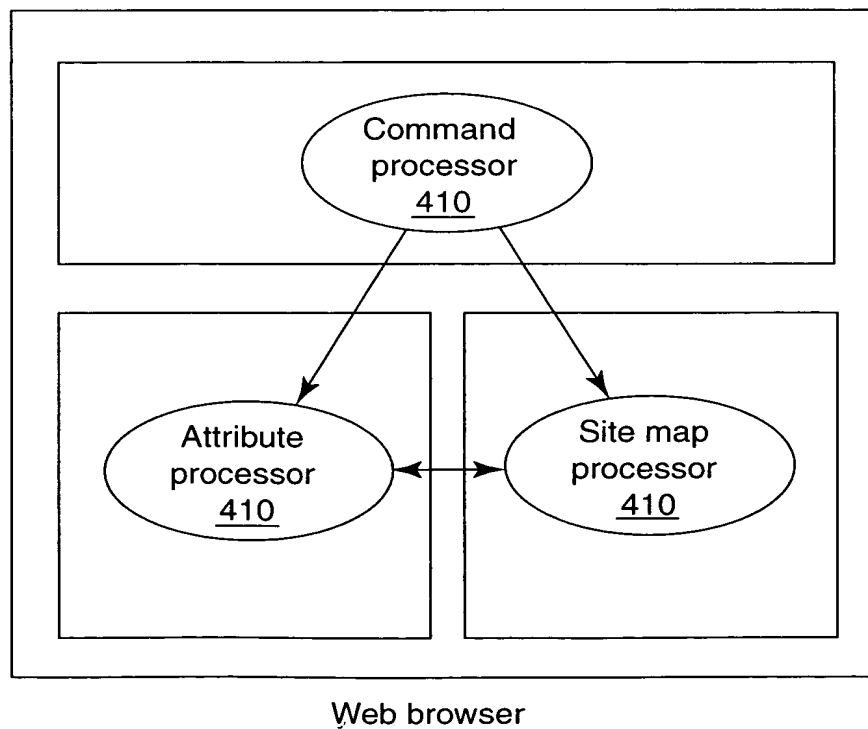 Command
processor
410
Attribute
processor
410
Site map
processor
410
Web browser